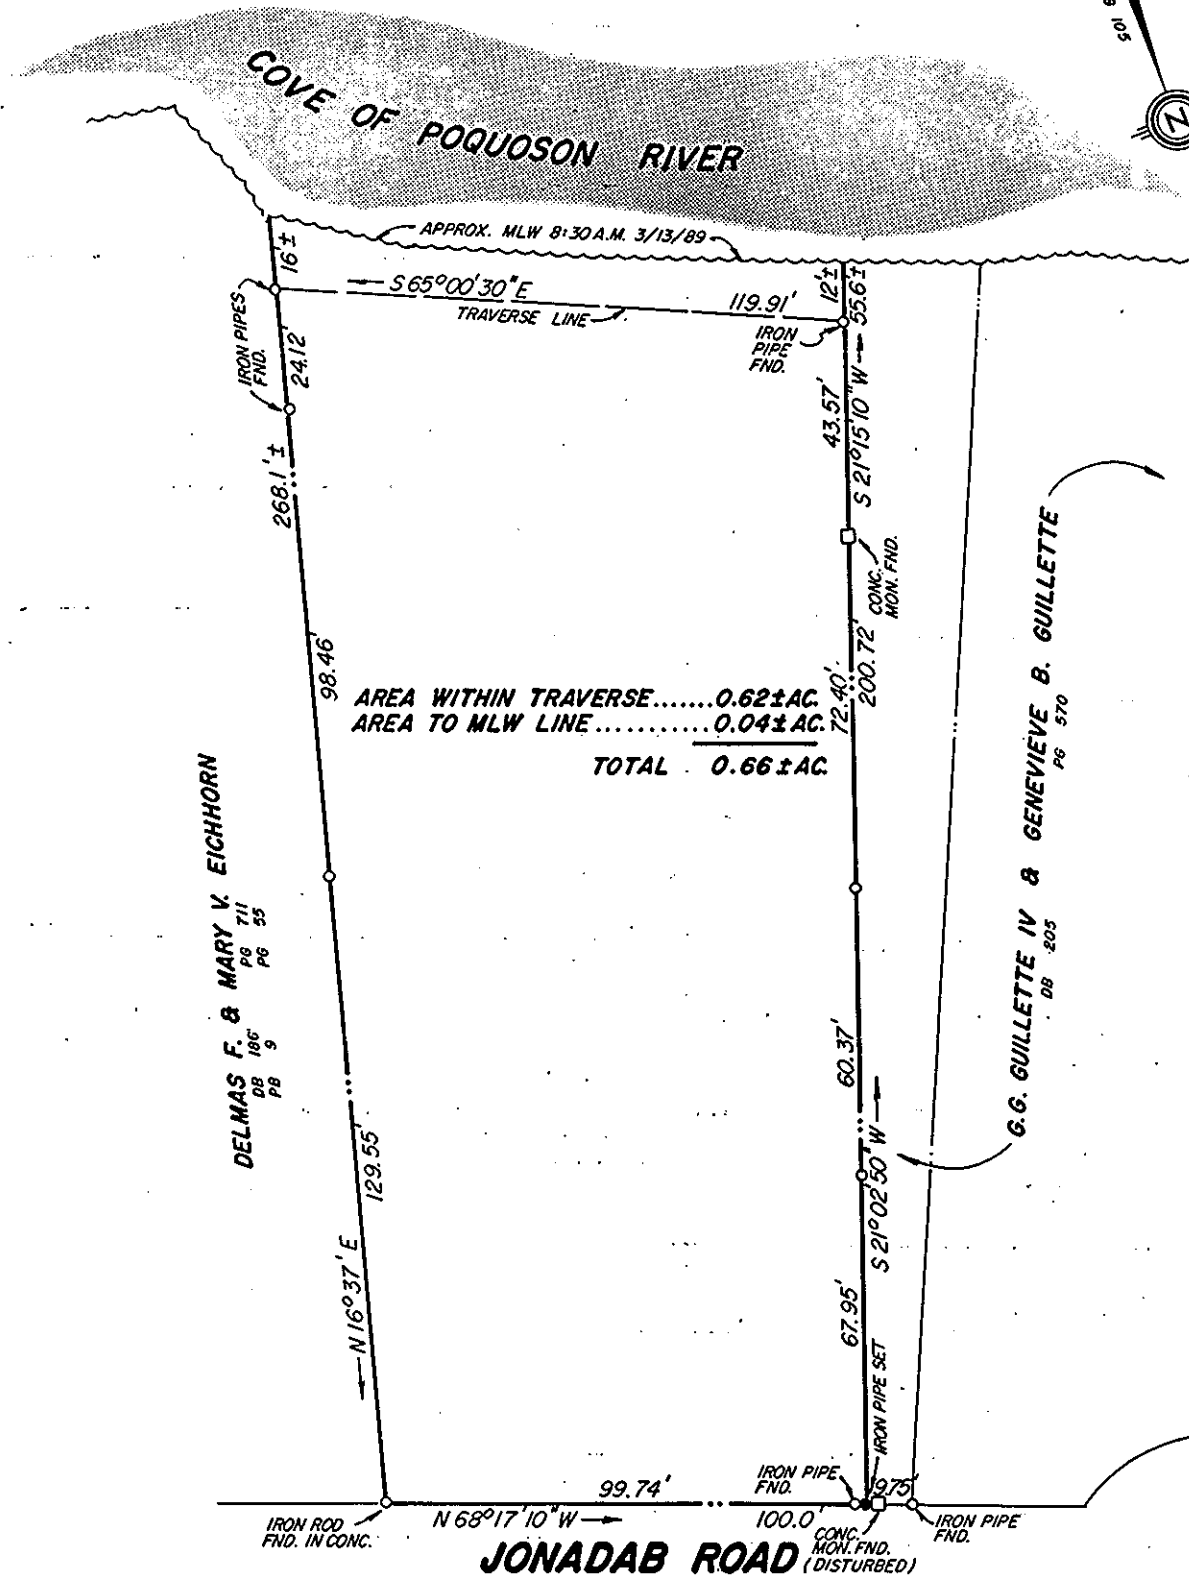 105
N
COVE OF POQUOSON RIVER
APPROX. MLW 8:30 A.M. 3/13/89
16'±
S 65°00'30"E
119.91'
TRAVERSE LINE
12'±
55.6'±
IRON PIPES
FND.
24.12'
IRON
PIPE
FND.
43.57'
S 21°15'10"W
268.1'±
CONC.
MON. FND.
98.46'
72.40'
200.72'
AREA WITHIN TRAVERSE.......0.62±AC.
AREA TO MLW LINE............0.04±AC.
TOTAL 0.66±AC.
DELMAS F. & MARY V. EICHHORN
DB 186 PG 711
PB 9 PG 55
G.G. GUILLETTE IV & GENEVIEVE B. GUILLETTE
DB 205 PG 570
60.37'
129.55'
S 21°02'50"W
N 16°37'E
67.95'
IRON PIPE SET
99.74'
IRON PIPE
FND.
9.75'
IRON ROD
FND. IN CONC.
N 68°17'10"W
100.0'
CONC.
MON. FND.
(DISTURBED)
IRON PIPE
FND.
JONADAB ROAD